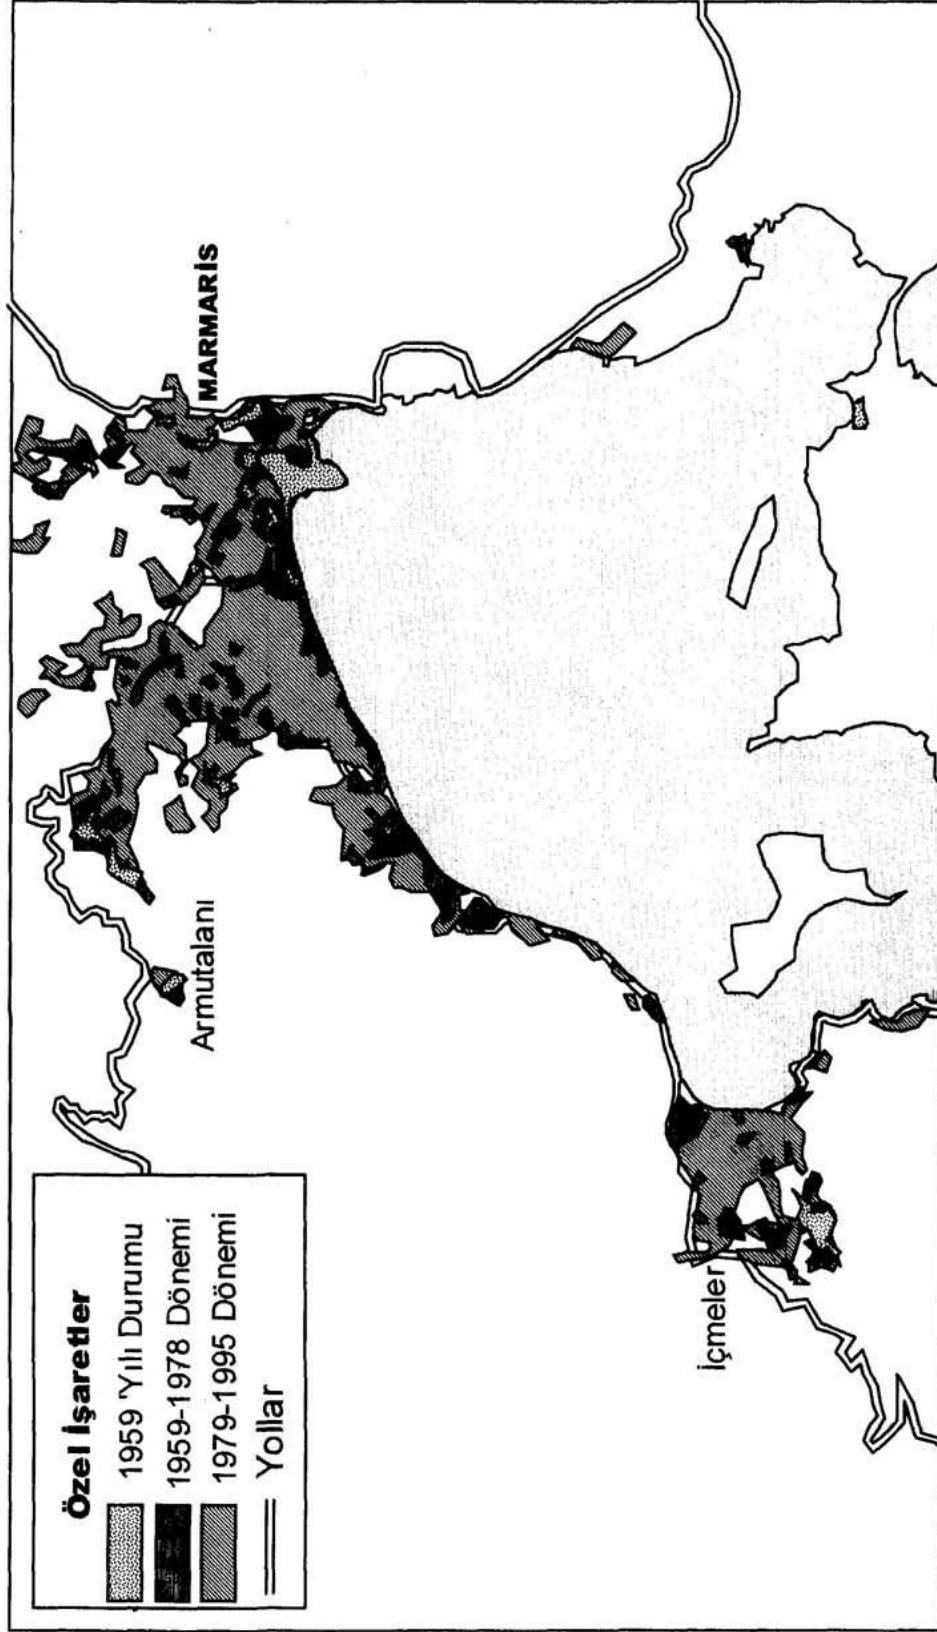 Özel İşaretler
1959 'Yılı Durumu
1959-1978 Dönemi
1979-1995 Dönemi
Yollar
MARMARİS
Armutalanı
İçmeler